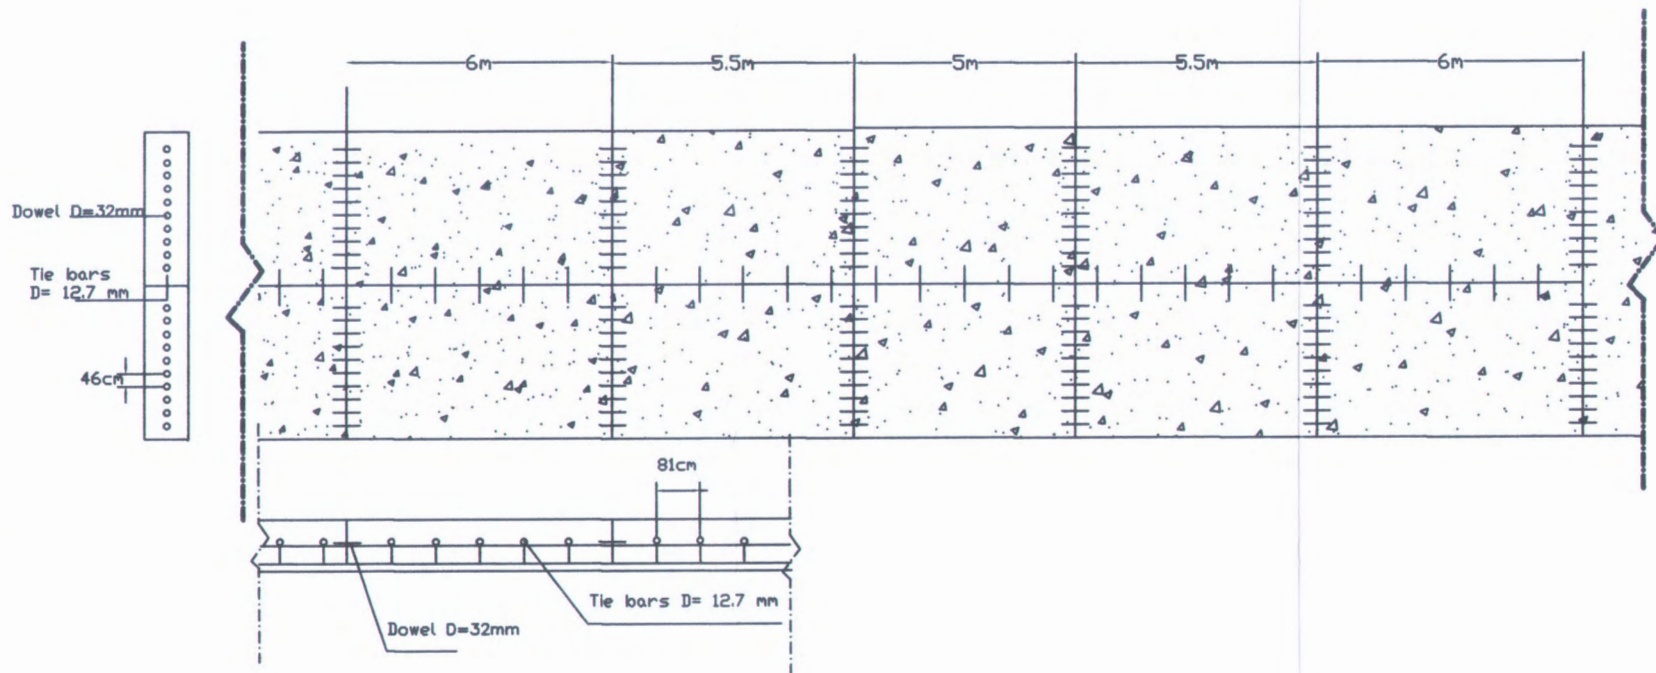 6m
5.5m
5m
5.5m
6m
Dowel D=32mm
Tie bars
D= 12.7 mm
46cm
81cm
Tie bars D= 12.7 mm
Dowel D=32mm